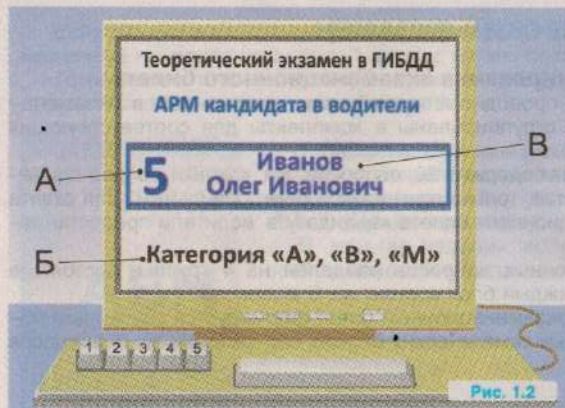 Теоретический экзамен в ГИБДД
АРМ кандидата в водители
А
5
Иванов
Олег Иванович
В
Б
Категория «А», «В», «М»
1 2 3 4 5
Рис. 1.2